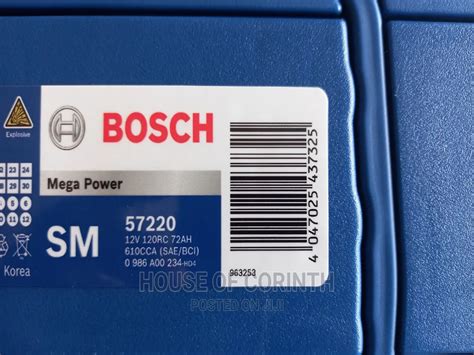 Explosive
BOSCH
Mega Power
57220
12V 120RC 72AH
610CCA (SAE/BCI)
0 986 A00 234-HD4
SM
Korea
963253
4 047025 437325
HOUSE OF CORINTH
POSTED ON JIJI